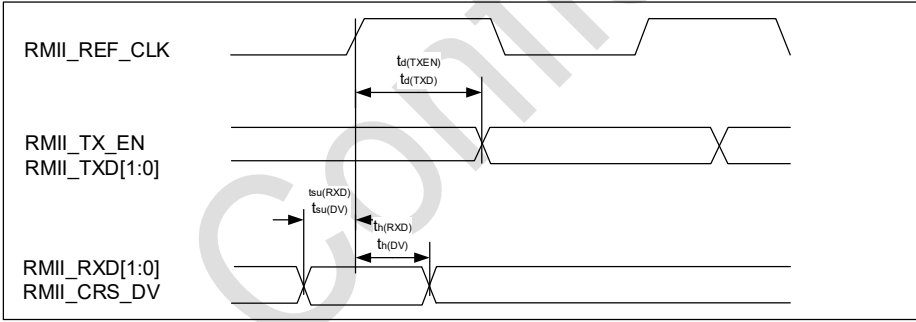 RMII_REF_CLK
td(TXEN)
td(TXD)
RMII_TX_EN
RMII_TXD[1:0]
tsu(RXD)
tsu(DV)
th(RXD)
th(DV)
RMII_RXD[1:0]
RMII_CRS_DV